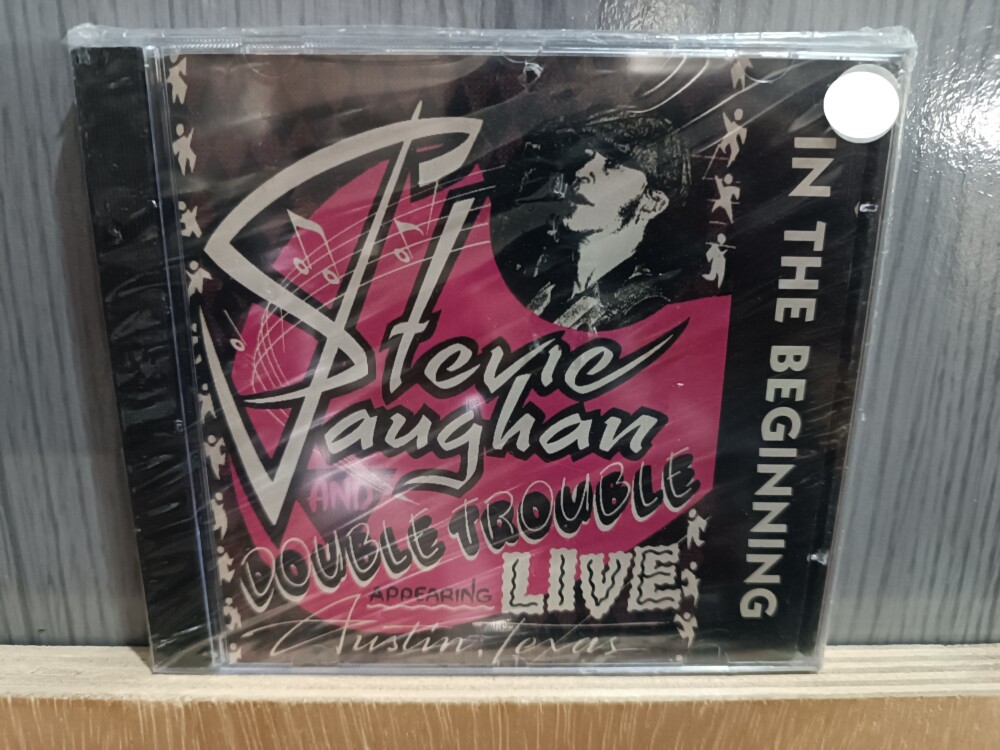 Stevie
Vaughan
AND
DOUBLE TROUBLE
APPEARING LIVE
Austin, Texas
IN THE BEGINNING